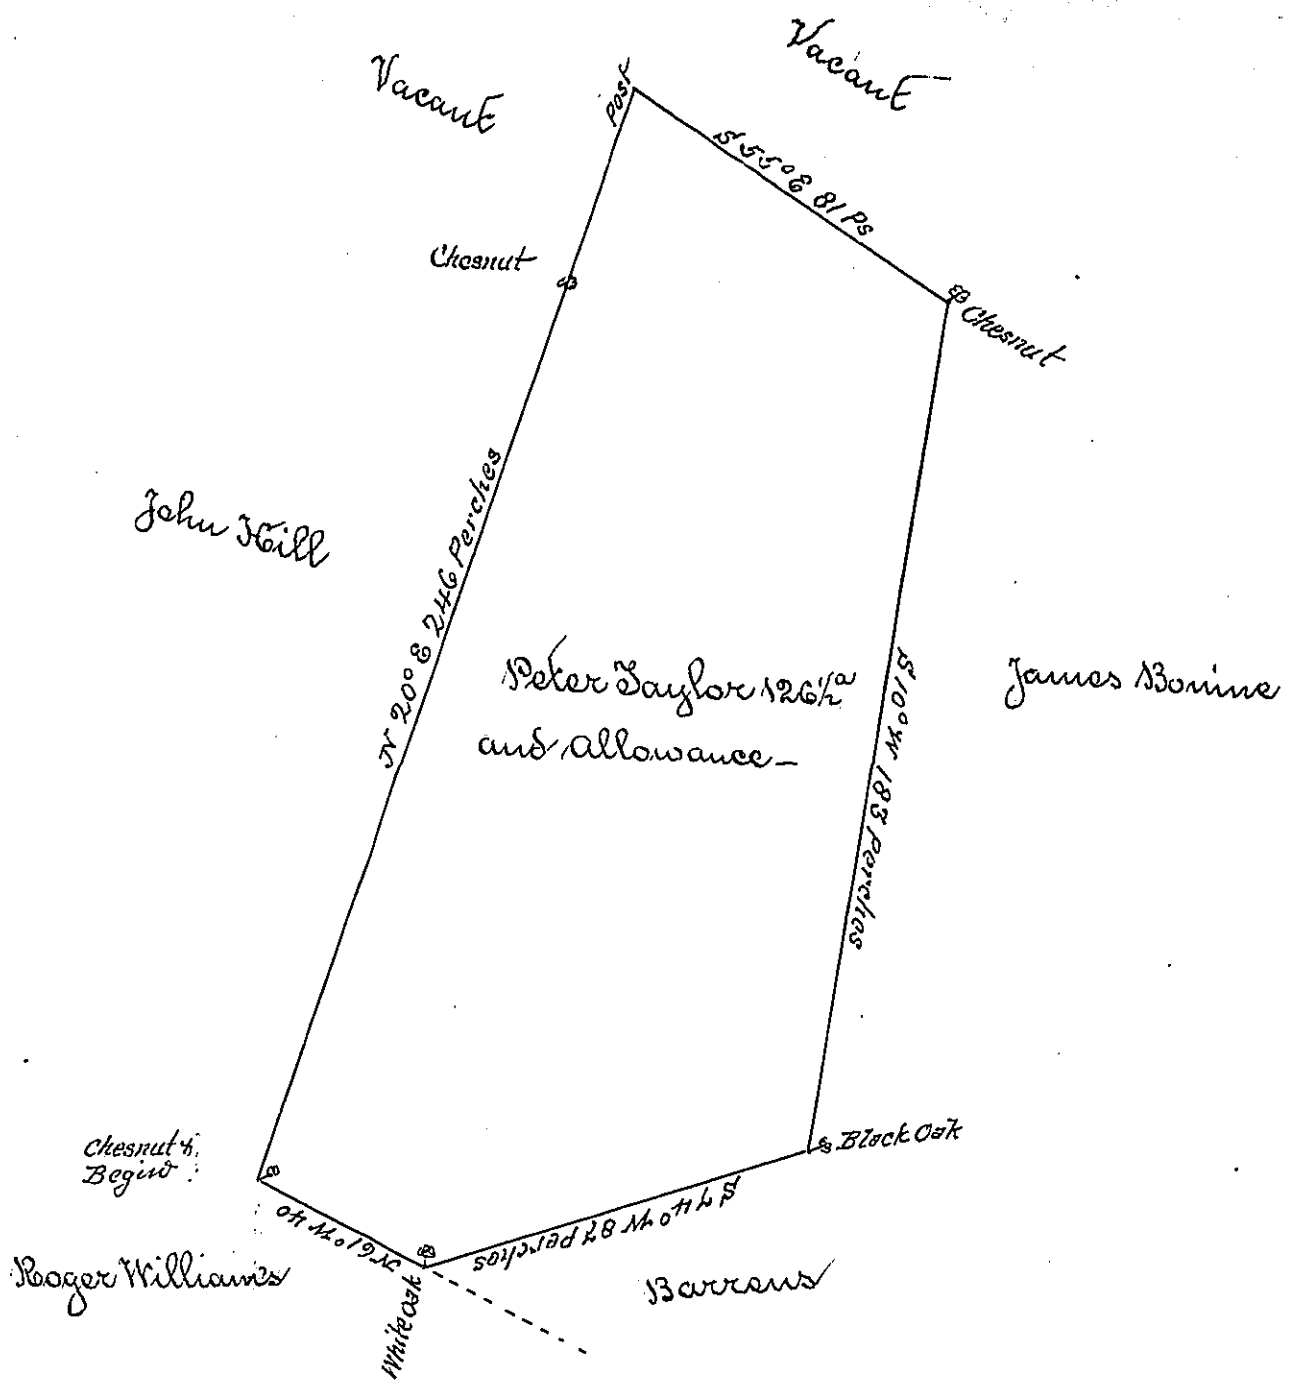 Vacant
Vacant
Post
S 55° E 81 Ps
Chesnut
Chesnut
N 20° E 246 Perches
John Hill
Peter Taylor 126½ a
and allowance -
S 10° W 183 perches
James Bonine
Chesnut &
Begin
Black Oak
S 74° W 87 perches
N 61° W 40
Roger Williams
White Oak
Barrens